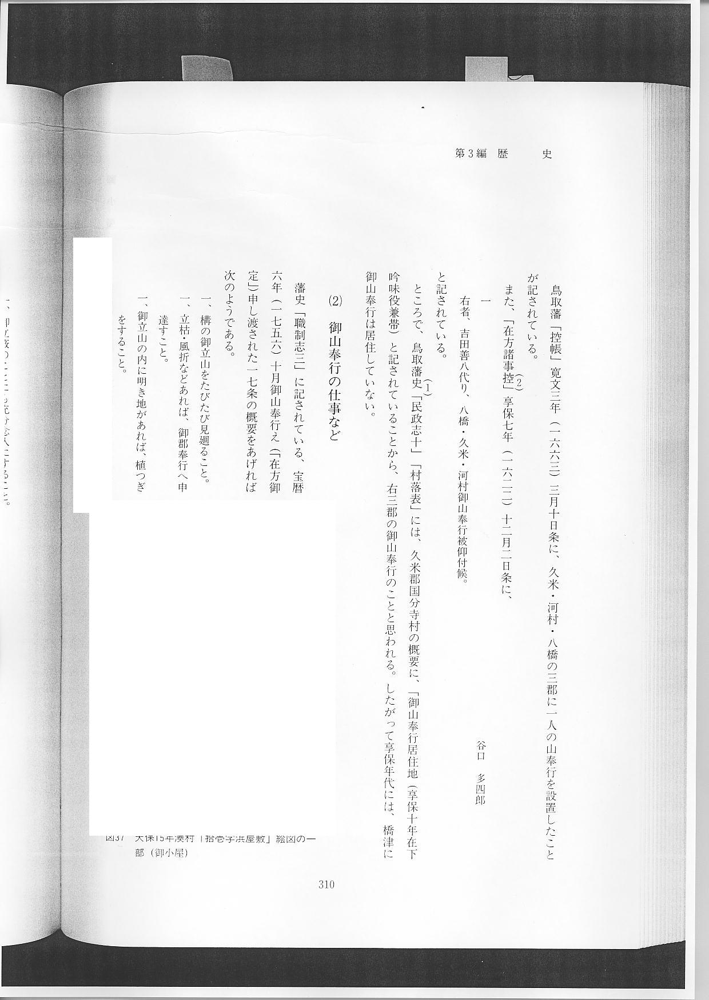 第3編 歴 史
鳥取藩「控帳」寛文三年（一六六三）三月十日条に、久米・河村・八橋の三郡に一人の山奉行を設置したこと
が記されている。
また、「在方諸事控」(2)享保七年（一六二二）十二月二日条に、
一 谷口 多四郎
右者、吉田善八代り、八橋・久米・河村御山奉行被仰付候。
と記されている。
ところで、鳥取藩史(1)「民政志十」「村落表」には、久米郡国分寺村の概要に、「御山奉行居住地（享保十年在下
吟味役兼帯）と記されていることから、右三郡の御山奉行のことと思われる。したがって享保年代には、橋津に
御山奉行は居住していない。
(2) 御山奉行の仕事など
藩史「職制志三」に記されている、宝暦
六年（一七五六）十月御山奉行え（「在方御
定」）申し渡された一七条の概要をあげれば
次のようである。
一、構の御立山をたびたび見廻ること。
一、立枯・風折などあれば、御郡奉行へ申
達すこと。
一、御立山の内に明き地があれば、植つぎ
をすること。
図37 天保15年湊村「拾壱字浜屋敷」絵図の一
部（御小屋）
310